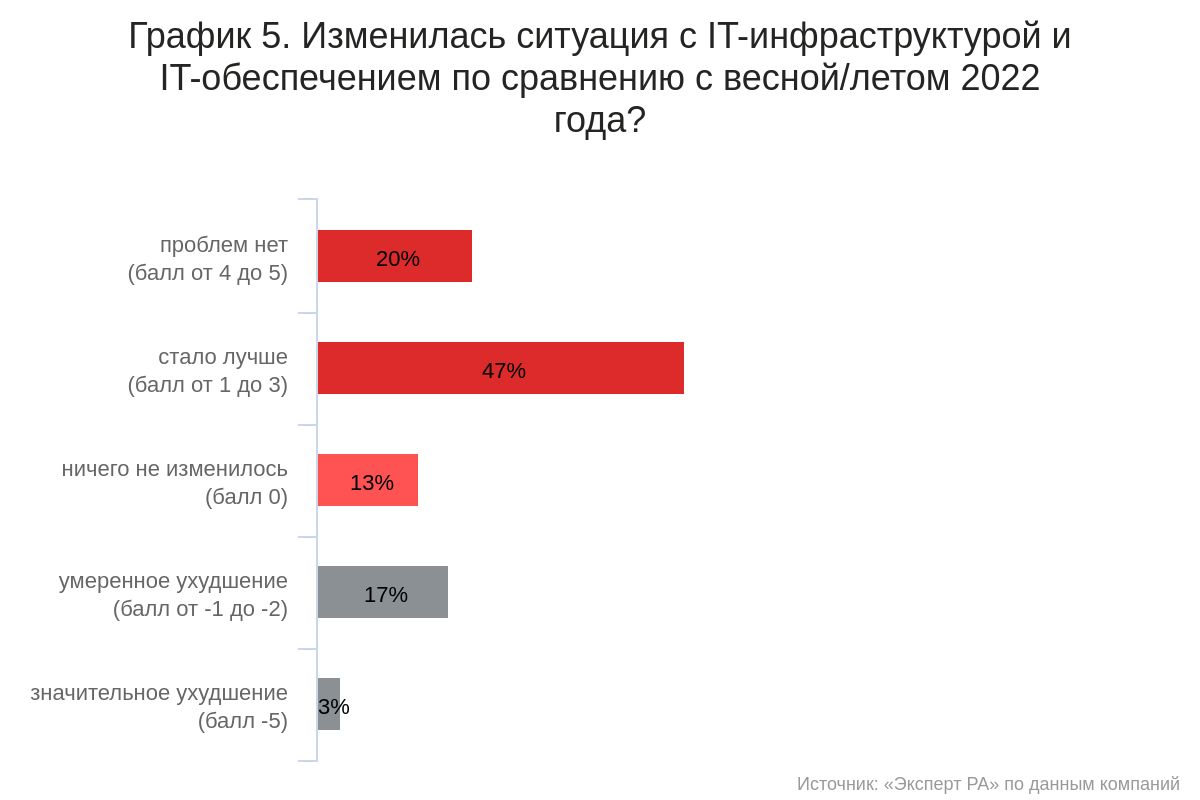 График 5. Изменилась ситуация с IT-инфраструктурой и
IT-обеспечением по сравнению с весной/летом 2022
года?
проблем нет
(балл от 4 до 5)
20%
стало лучше
(балл от 1 до 3)
47%
ничего не изменилось
(балл 0)
13%
умеренное ухудшение
(балл от -1 до -2)
17%
значительное ухудшение
(балл -5)
3%
Источник: «Эксперт РА» по данным компаний